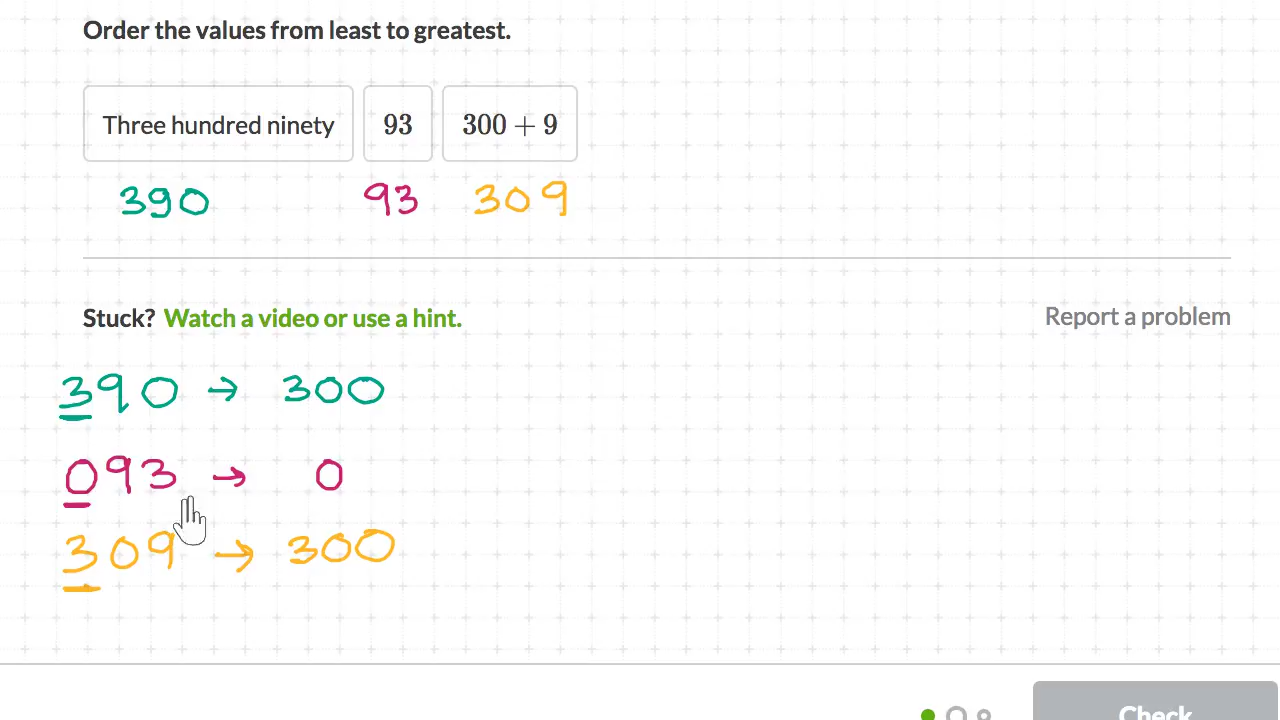 Order the values from least to greatest.
Three hundred ninety 93 300 + 9
390 93 309
Stuck? Watch a video or use a hint.
Report a problem
390 → 300
093 → 0
309 → 300
Check